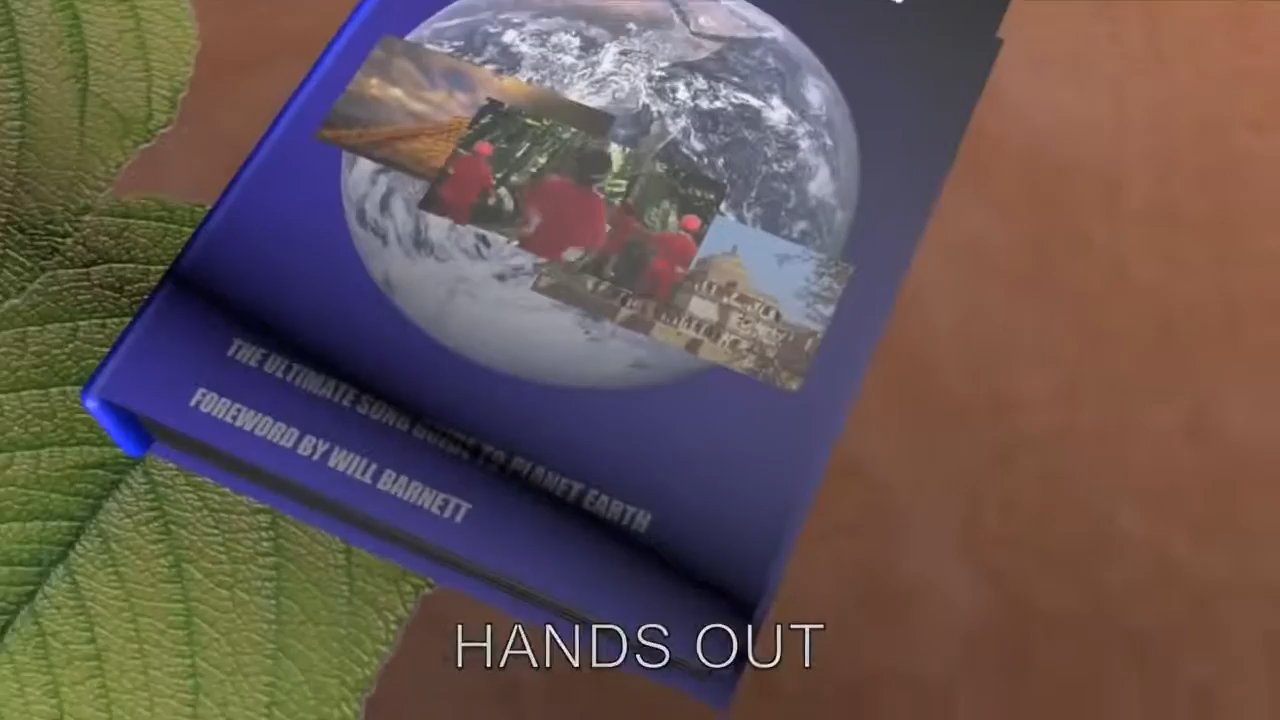 THE ULTIMATE SONG GUIDE TO PLANET EARTH
FOREWORD BY WILL BARNETT
HANDS OUT